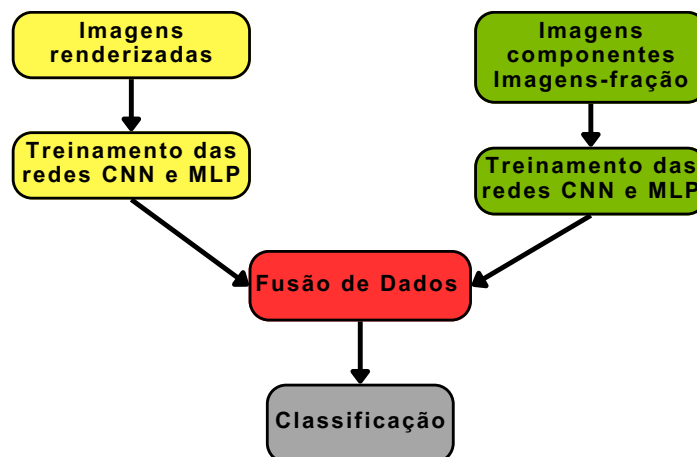 Imagens
renderizadas
Imagens
componentes
Imagens-fração
Treinamento das
redes CNN e MLP
Treinamento das
redes CNN e MLP
Fusão de Dados
Classificação